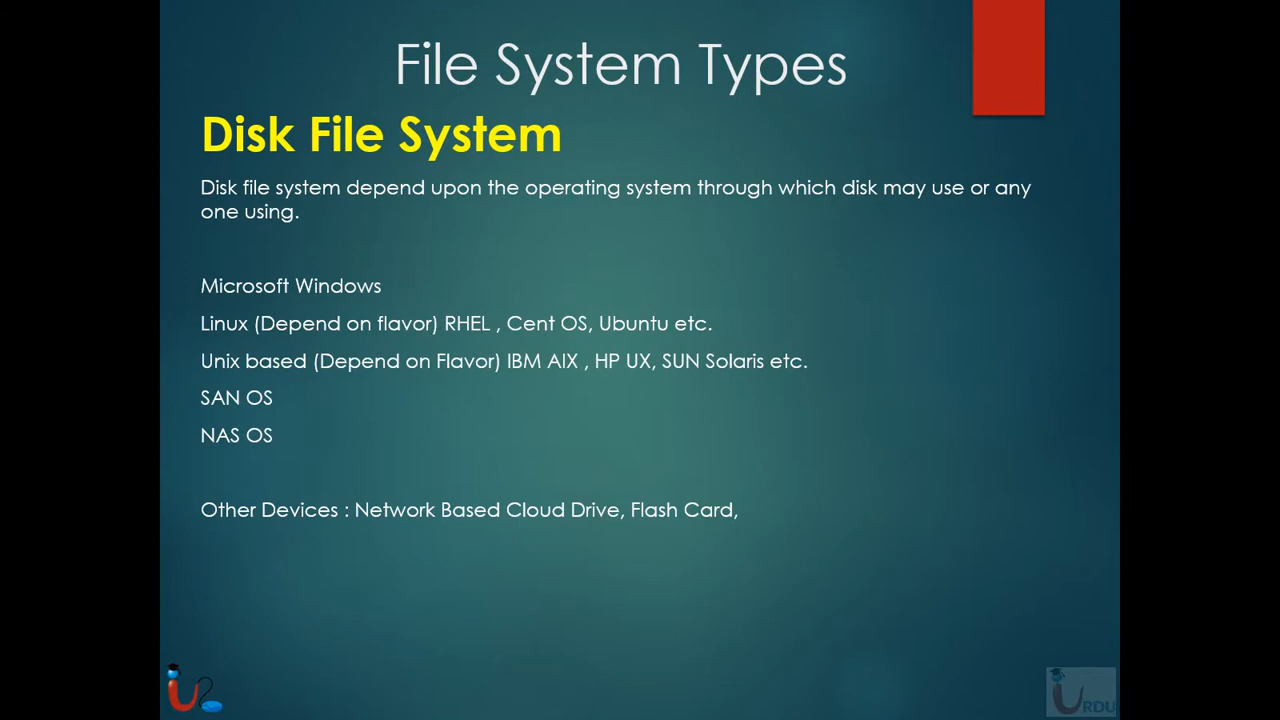 File System Types
Disk File System
Disk file system depend upon the operating system through which disk may use or any
one using.
Microsoft Windows
Linux (Depend on flavor) RHEL , Cent OS, Ubuntu etc.
Unix based (Depend on Flavor) IBM AIX , HP UX, SUN Solaris etc.
SAN OS
NAS OS
Other Devices : Network Based Cloud Drive, Flash Card,
URDU